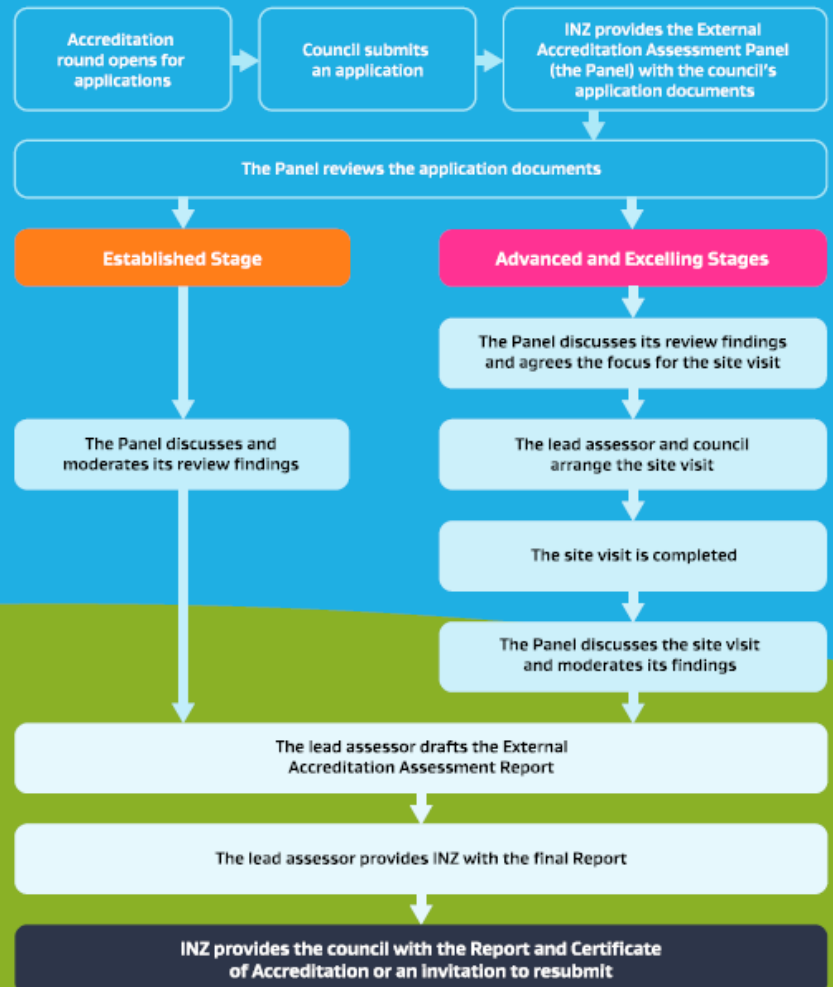 Accreditation
round opens for
applications
Council submits
an application
INZ provides the External
Accreditation Assessment Panel
(the Panel) with the council's
application documents
The Panel reviews the application documents
Established Stage
Advanced and Excelling Stages
The Panel discusses its review findings
and agrees the focus for the site visit
The Panel discusses and
moderates its review findings
The lead assessor and council
arrange the site visit
The site visit is completed
The Panel discusses the site visit
and moderates its findings
The lead assessor drafts the External
Accreditation Assessment Report
The lead assessor provides INZ with the final Report
INZ provides the council with the Report and Certificate
of Accreditation or an invitation to resubmit